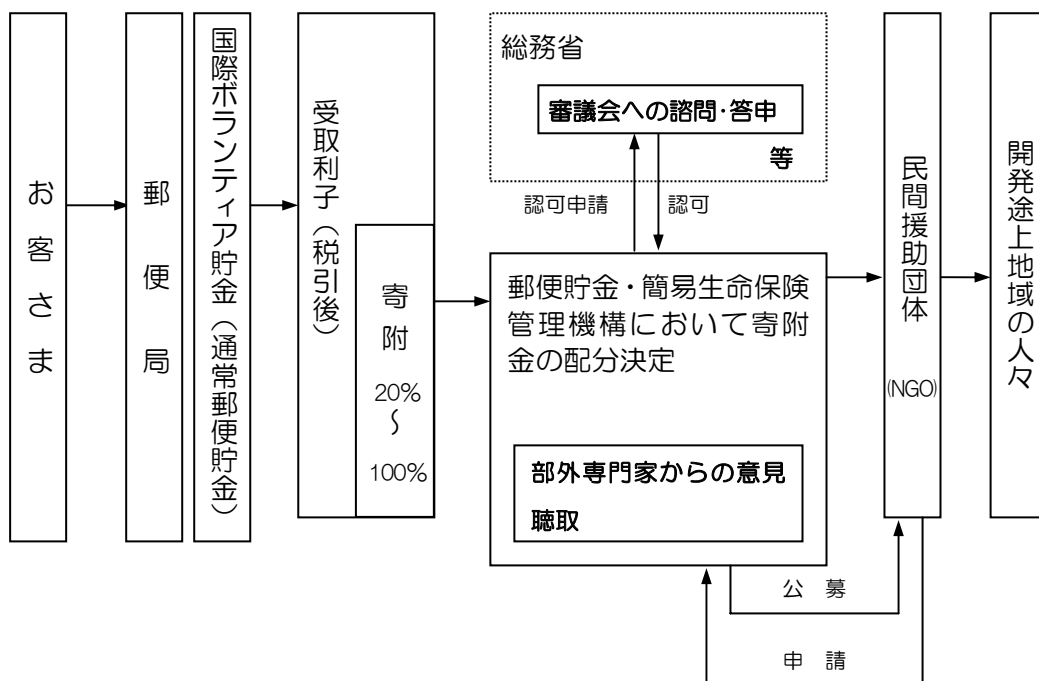 お客さま
郵便局
国際ボランティア貯金（通常郵便貯金）
受取利子（税引後）
寄附
20%
～
100%
総務省
審議会への諮問・答申
等
認可申請
認可
郵便貯金・簡易生命保険
管理機構において寄附
金の配分決定
部外専門家からの意見
聴取
公募
申請
民間援助団体
(NGO)
開発途上地域の人々